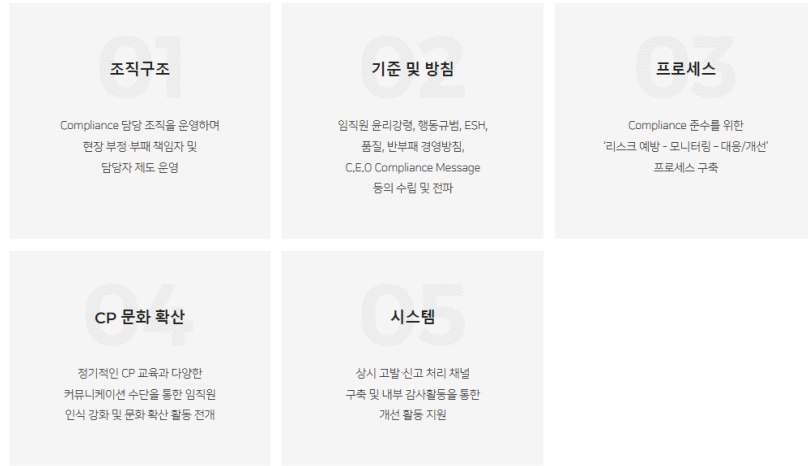 01
조직구조
Compliance 담당 조직을 운영하며
현장 부정·부패 책임자 및
담당자 제도 운영
02
기준 및 방침
임직원 윤리강령, 행동규범, ESH,
품질, 반부패 경영방침,
C.E.O Compliance Message
등의 수립 및 전파
03
프로세스
Compliance 준수를 위한
‘리스크 예방 - 모니터링 - 대응/개선’
프로세스 구축
04
CP 문화 확산
정기적인 CP 교육과 다양한
커뮤니케이션 수단을 통한 임직원
인식 강화 및 문화 확산 활동 전개
05
시스템
상시 고발·신고 처리 채널
구축 및 내부 감사활동을 통한
개선 활동 지원